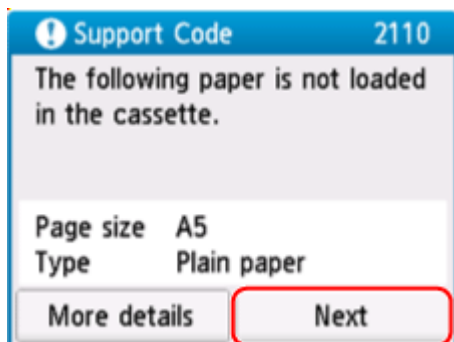 Support Code 2110
The following paper is not loaded
in the cassette.
Page size A5
Type Plain paper
More details Next